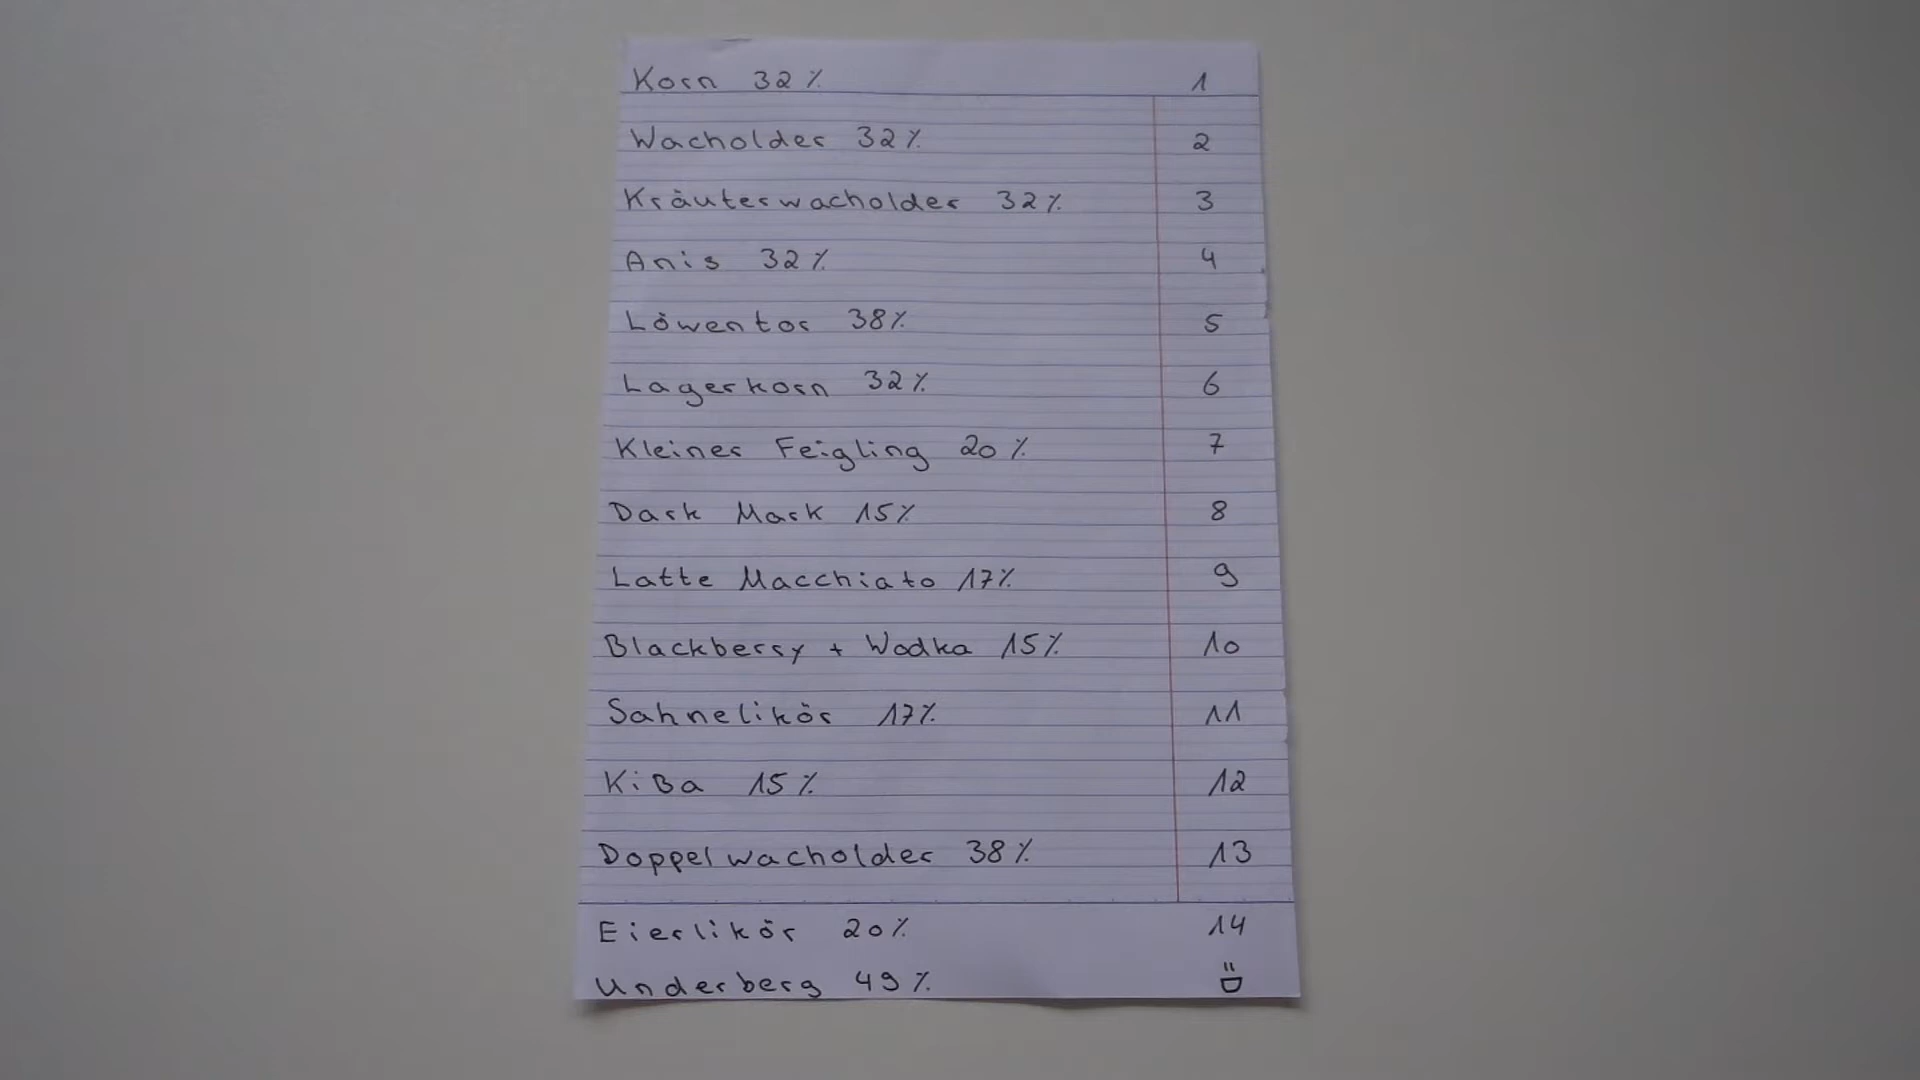 Korn 32% 1
Wacholder 32% 2
Kräuterwacholder 32% 3
Anis 32% 4
Löwentor 38% 5
Lagerkorn 32% 6
Kleiner Feigling 20% 7
Dark Mark 15% 8
Latte Macchiato 17% 9
Blackberry + Wodka 15% 10
Sahnelikör 17% 11
KiBa 15% 12
Doppelwacholder 38% 13
Eierlikör 20% 14
Underberg 49%